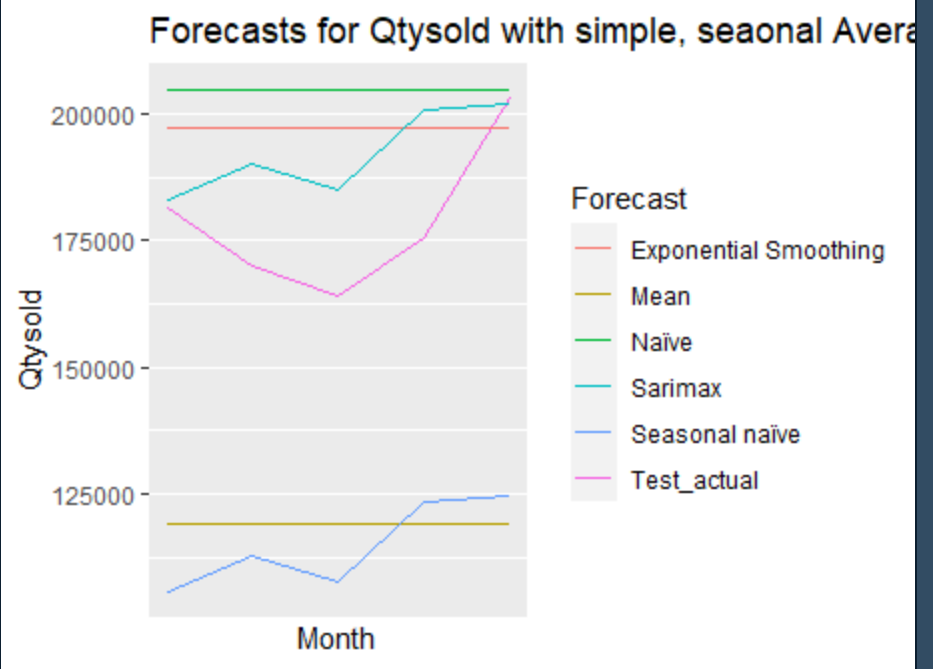 Forecasts for Qtysold with simple, seaonal Avera
200000
175000
150000
125000
Qtysold
Month
Forecast
Exponential Smoothing
Mean
Naïve
Sarimax
Seasonal naïve
Test_actual